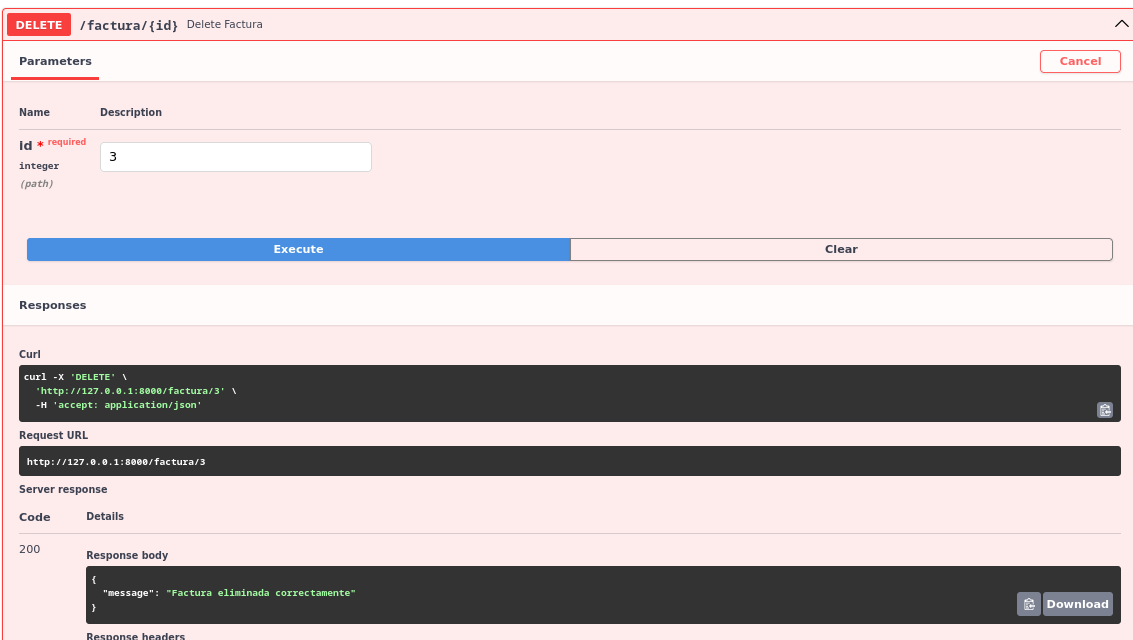 DELETE /factura/{id} Delete Factura
Parameters
Cancel
Name Description
id * required
integer
(path)
3
Execute Clear
Responses
Curl
curl -X 'DELETE' \
'http://127.0.0.1:8000/factura/3' \
-H 'accept: application/json'
Request URL
http://127.0.0.1:8000/factura/3
Server response
Code Details
200
Response body
{
"message": "Factura eliminada correctamente"
}
Download
Response headers